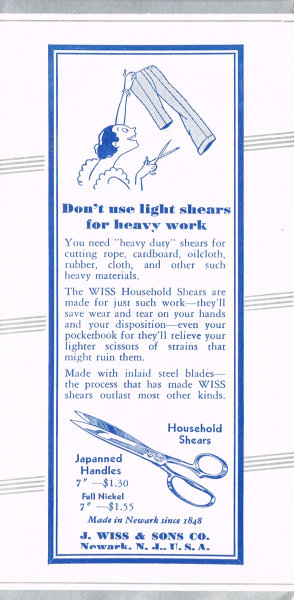 Don't use light shears
for heavy work
You need "heavy duty" shears for
cutting rope, cardboard, oilcloth,
rubber, cloth, and other such
heavy materials.
The WISS Household Shears are
made for just such work—they'll
save wear and tear on your hands
and your disposition—even your
pocketbook for they'll relieve your
lighter scissors of strains that
might ruin them.
Made with inlaid steel blades—
the process that has made WISS
shears outlast most other kinds.
Household
Shears
Japanned
Handles
7" —$1.30
Full Nickel
7" —$1.55
Made in Newark since 1848
J. WISS & SONS CO.
Newark, N. J., U. S. A.